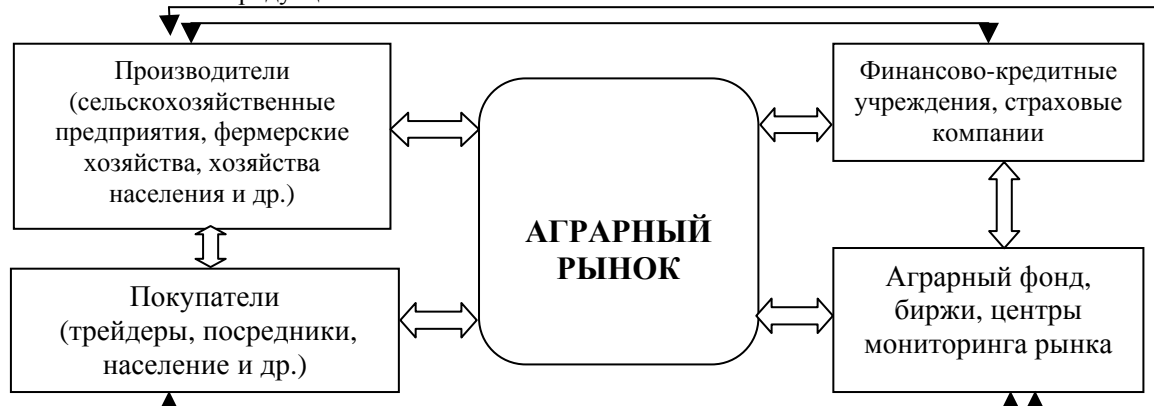 Производители
(сельскохозяйственные
предприятия, фермерские
хозяйства, хозяйства
населения и др.)
Финансово-кредитные
учреждения, страховые
компании
АГРАРНЫЙ
РЫНОК
Покупатели
(трейдеры, посредники,
население и др.)
Аграрный фонд,
биржи, центры
мониторинга рынка